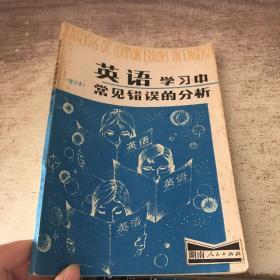 ANALYSIS OF COMMON ERRORS IN ENGLISH
英语 学习中
(增订本)
常见错误的分析
英语
英语
英语
湖南人民出版社